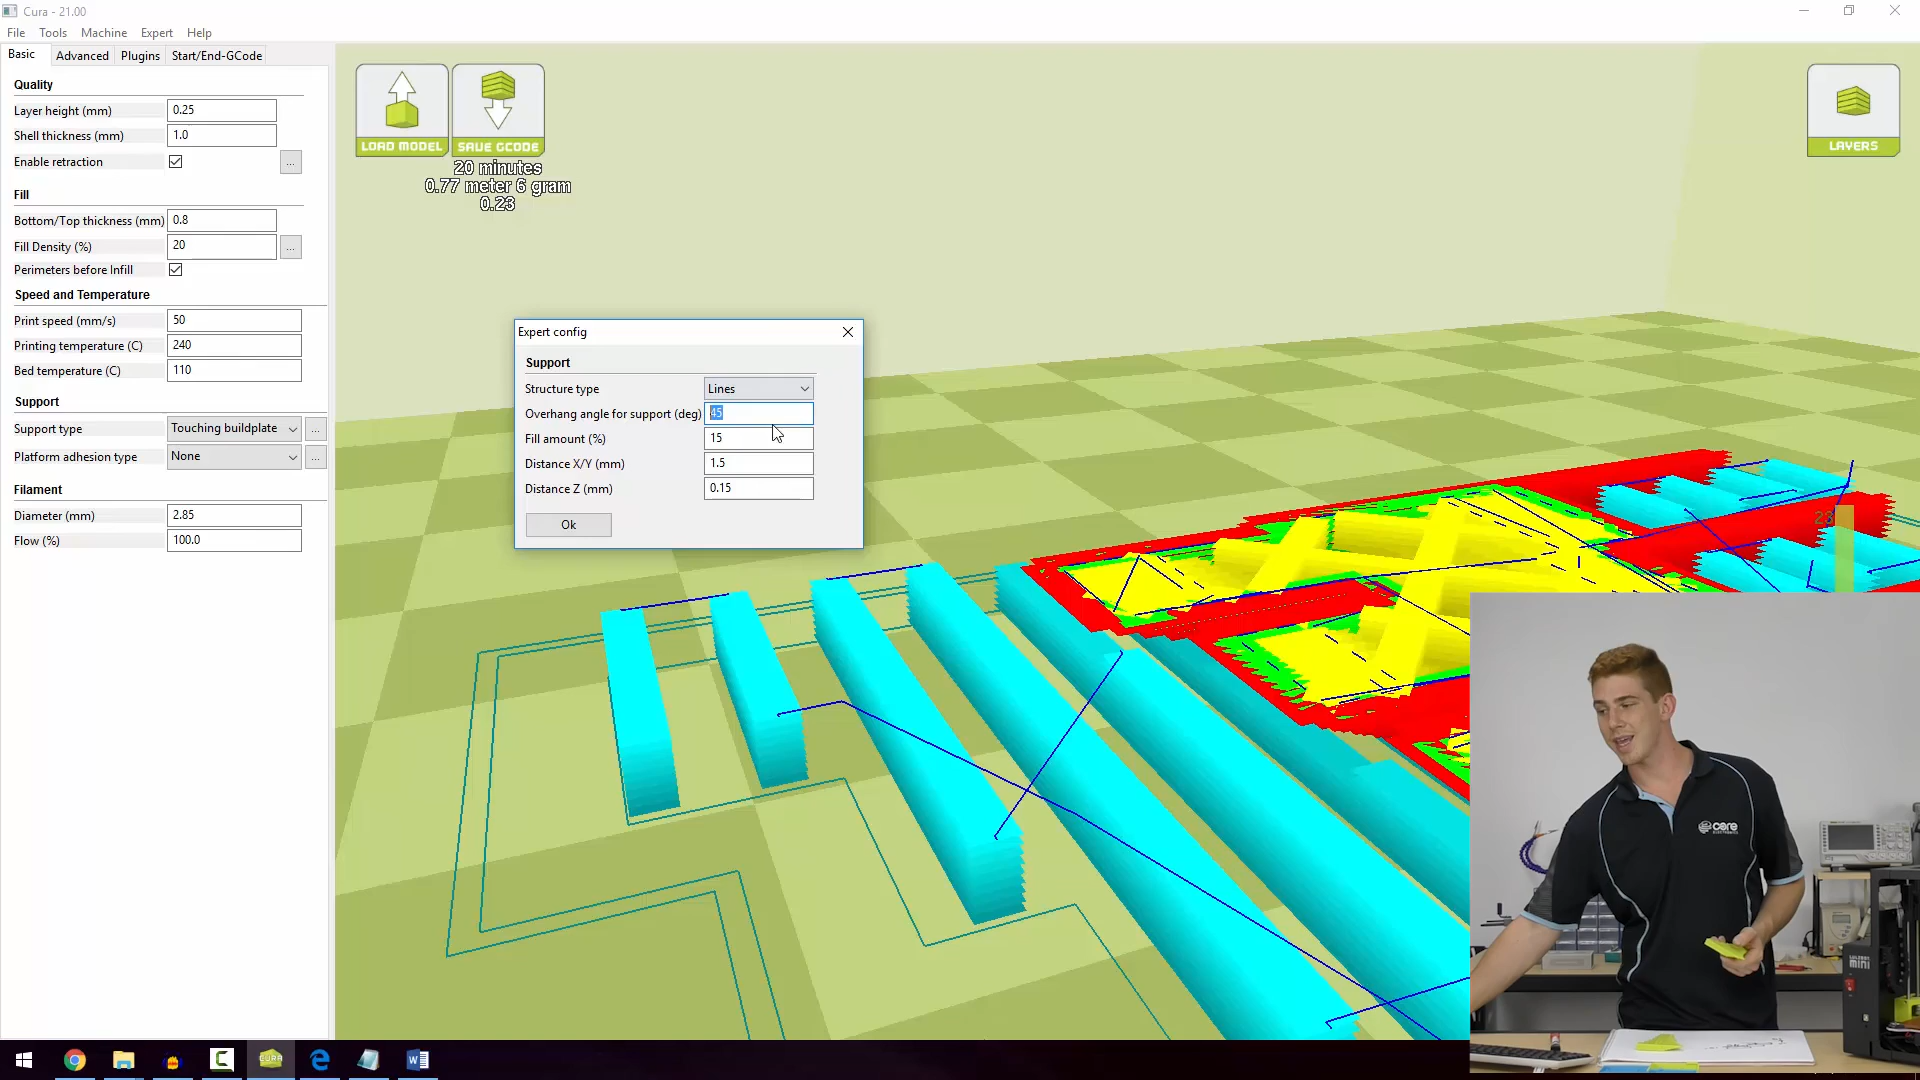 Cura - 21.00
File Tools Machine Expert Help
Basic Advanced Plugins Start/End-GCode
Quality
Layer height (mm) 0.25
Shell thickness (mm) 1.0
Enable retraction ...
Fill
Bottom/Top thickness (mm) 0.8
Fill Density (%) 20 ...
Perimeters before Infill
Speed and Temperature
Print speed (mm/s) 50
Printing temperature (C) 240
Bed temperature (C) 110
Support
Support type Touching buildplate ...
Platform adhesion type None ...
Filament
Diameter (mm) 2.85
Flow (%) 100.0
LOAD MODEL SAVE GCODE
20 minutes
0.77 meter 6 gram
0.23
LAYERS
Expert config
Support
Structure type Lines
Overhang angle for support (deg) 45
Fill amount (%) 15
Distance X/Y (mm) 1.5
Distance Z (mm) 0.15
Ok
23
core
ELECTRONICS
LULZBOT
MINI
CURA